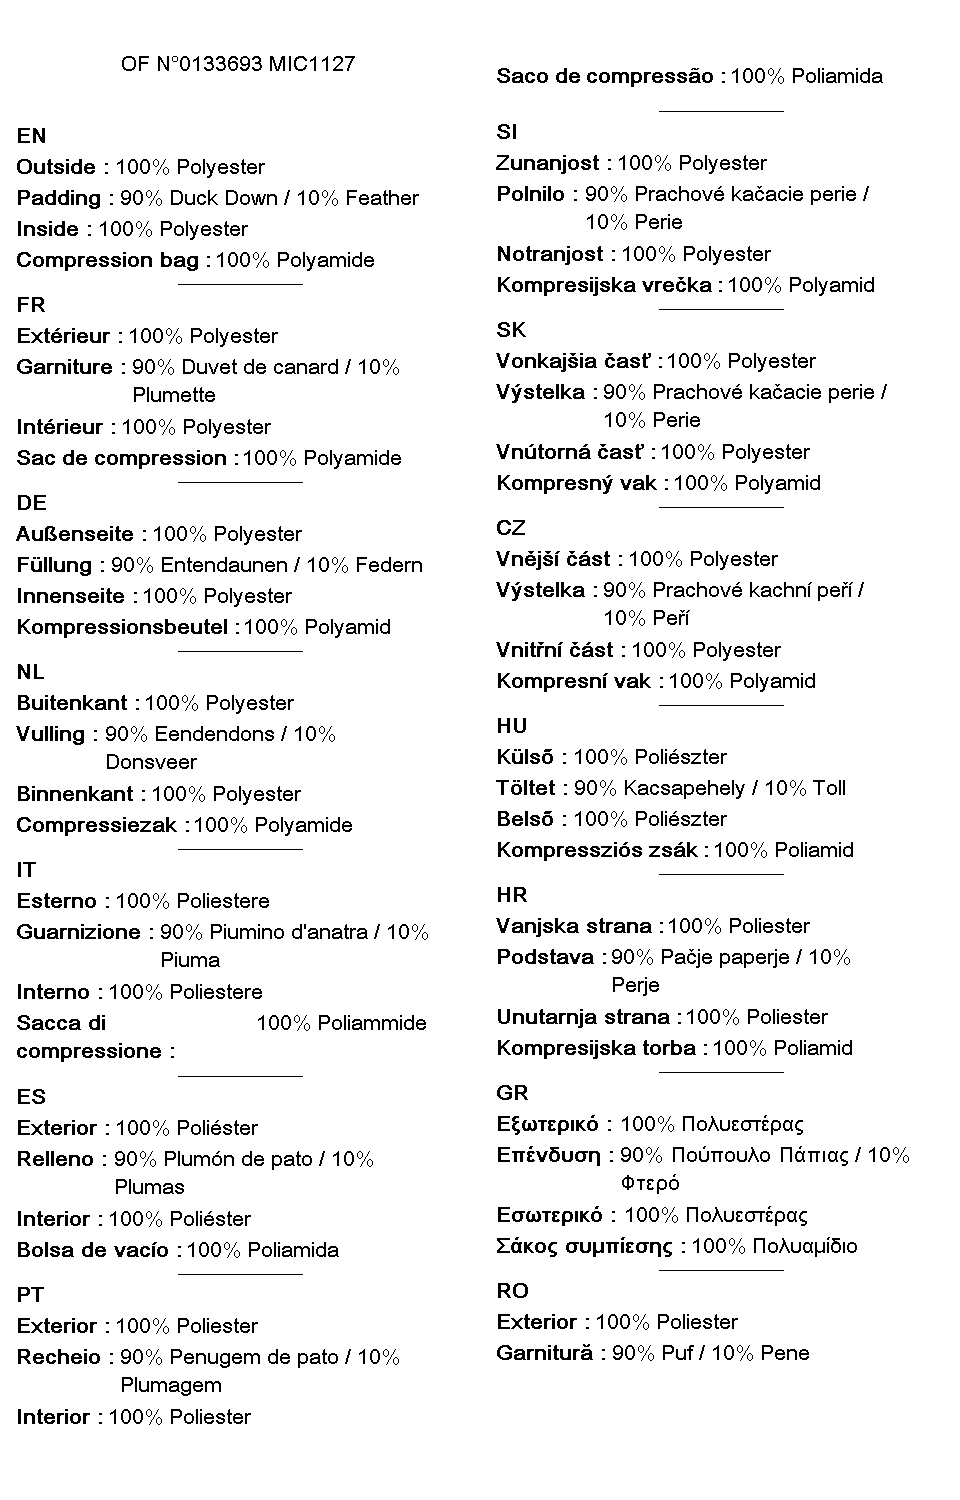 OF N°0133693 MIC1127
EN
Outside : 100% Polyester
Padding : 90% Duck Down / 10% Feather
Inside : 100% Polyester
Compression bag : 100% Polyamide
FR
Extérieur : 100% Polyester
Garniture : 90% Duvet de canard / 10%
Plumette
Intérieur : 100% Polyester
Sac de compression : 100% Polyamide
DE
Außenseite : 100% Polyester
Füllung : 90% Entendaunen / 10% Federn
Innenseite : 100% Polyester
Kompressionsbeutel : 100% Polyamid
NL
Buitenkant : 100% Polyester
Vulling : 90% Eendendons / 10%
Donsveer
Binnenkant : 100% Polyester
Compressiezak : 100% Polyamide
IT
Esterno : 100% Poliestere
Guarnizione : 90% Piumino d'anatra / 10%
Piuma
Interno : 100% Poliestere
Sacca di 100% Poliammide
compressione :
ES
Exterior : 100% Poliéster
Relleno : 90% Plumón de pato / 10%
Plumas
Interior : 100% Poliéster
Bolsa de vacío : 100% Poliamida
PT
Exterior : 100% Poliester
Recheio : 90% Penugem de pato / 10%
Plumagem
Interior : 100% Poliester
Saco de compressão : 100% Poliamida
SI
Zunanjost : 100% Polyester
Polnilo : 90% Prachové kačacie perie /
10% Perie
Notranjost : 100% Polyester
Kompresijska vrečka : 100% Polyamid
SK
Vonkajšia časť : 100% Polyester
Výstelka : 90% Prachové kačacie perie /
10% Perie
Vnútorná časť : 100% Polyester
Kompresný vak : 100% Polyamid
CZ
Vnější část : 100% Polyester
Výstelka : 90% Prachové kachní peří /
10% Peří
Vnitřní část : 100% Polyester
Kompresní vak : 100% Polyamid
HU
Külsõ : 100% Poliészter
Töltet : 90% Kacsapehely / 10% Toll
Belsõ : 100% Poliészter
Kompressziós zsák : 100% Poliamid
HR
Vanjska strana : 100% Poliester
Podstava : 90% Pačje paperje / 10%
Perje
Unutarnja strana : 100% Poliester
Kompresijska torba : 100% Poliamid
GR
Εξωτερικό : 100% Πολυεστέρας
Επένδυση : 90% Πούπουλο Πάπιας / 10%
Φτερό
Εσωτερικό : 100% Πολυεστέρας
Σάκος συμπίεσης : 100% Πολυαμίδιο
RO
Exterior : 100% Poliester
Garnitură : 90% Puf / 10% Pene